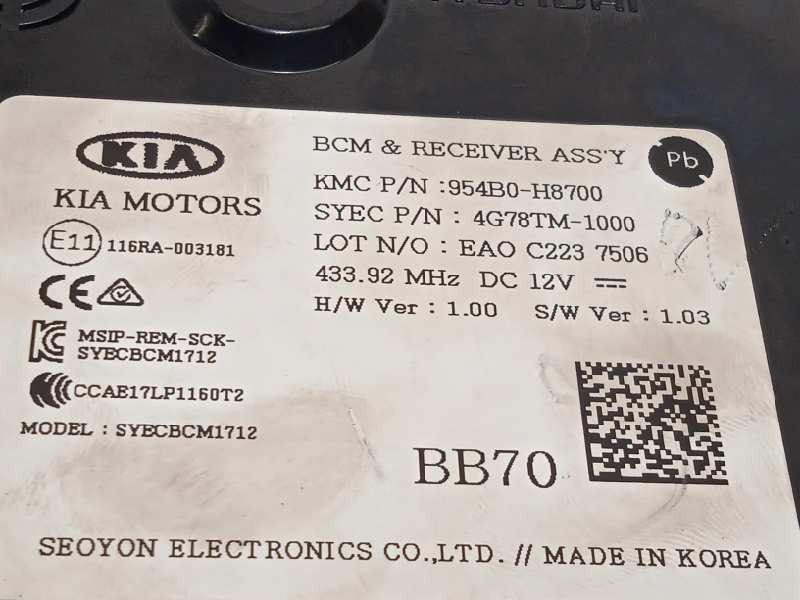 KIA
KIA MOTORS
E11 116RA-003181
CE
MSIP-REM-SCK-
SYECBCM1712
CCAE17LP1160T2
MODEL : SYECBCM1712
BCM & RECEIVER ASS'Y
Pb
KMC P/N :954B0-H8700
SYEC P/N : 4G78TM-1000
LOT N/O : EAO C223 7506
433.92 MHz DC 12V
H/W Ver : 1.00 S/W Ver : 1.03
BB70
SEOYON ELECTRONICS CO.,LTD. // MADE IN KOREA